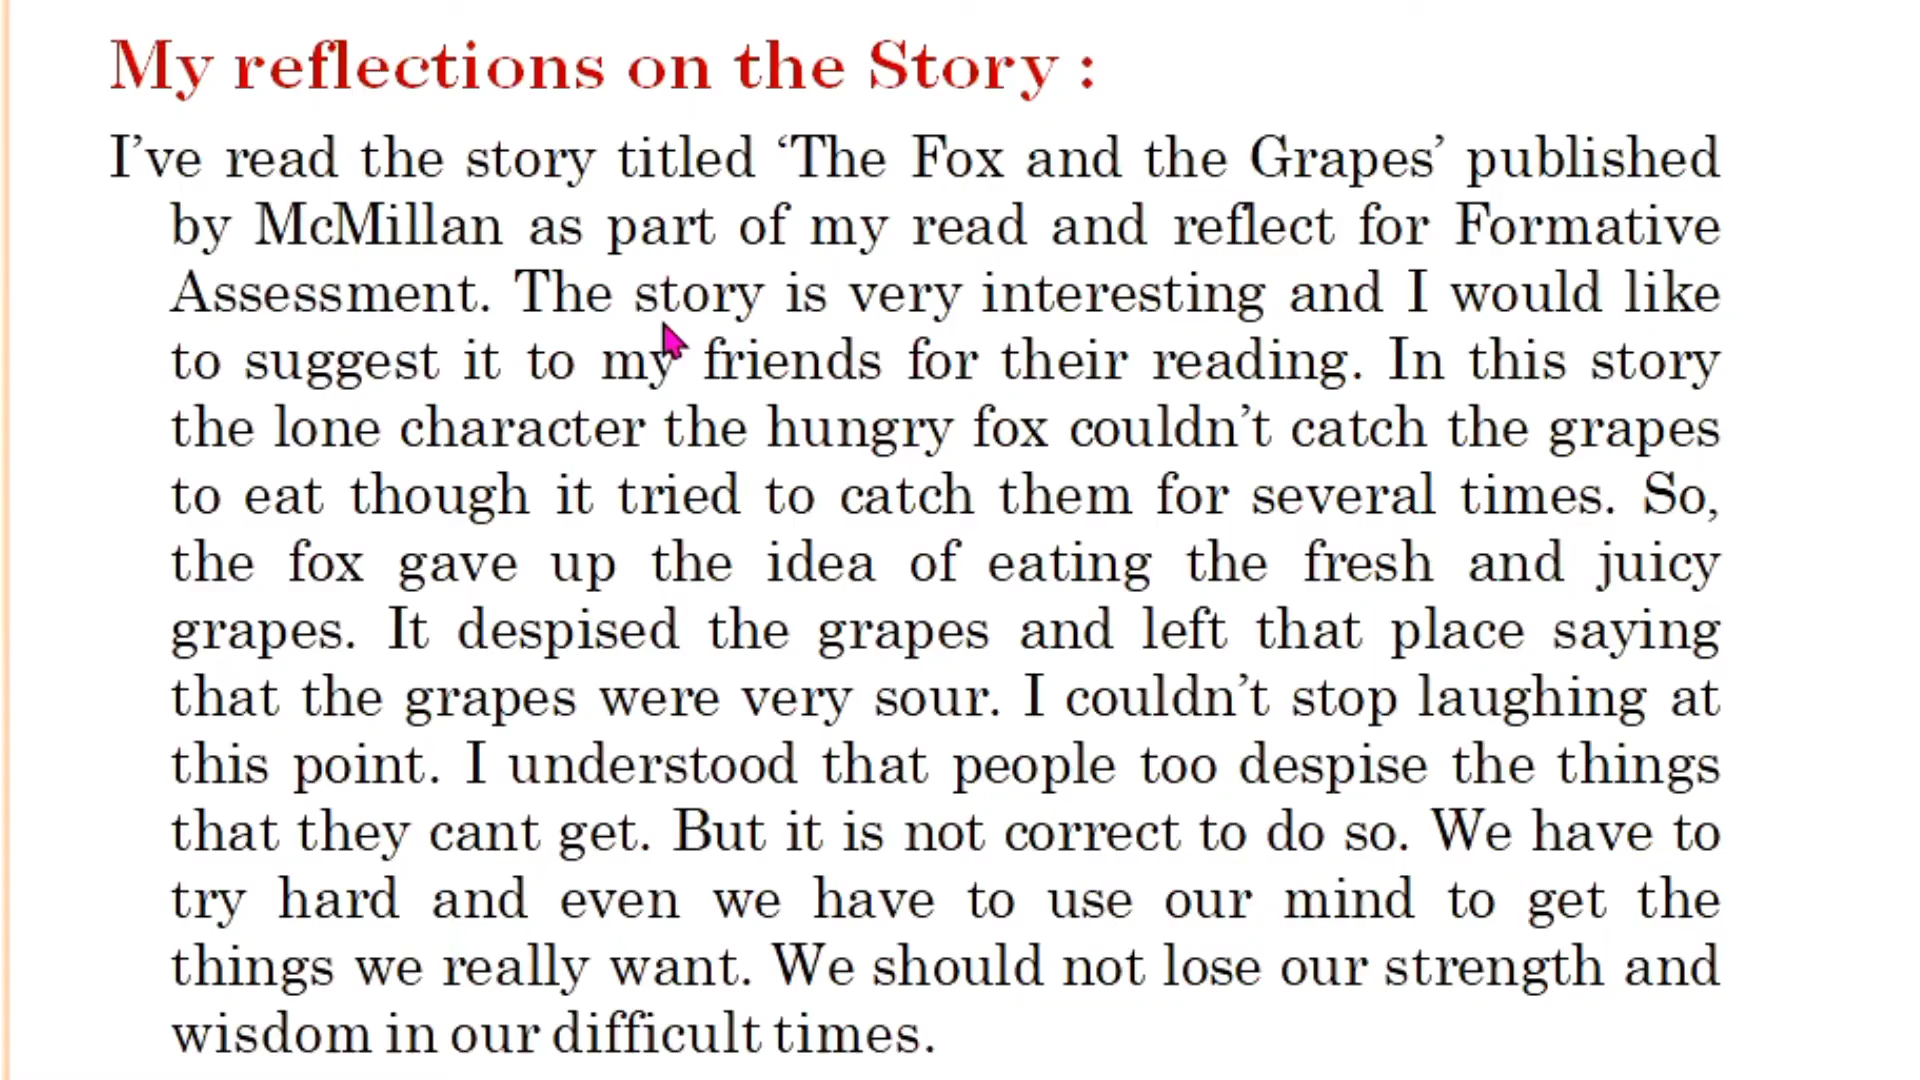 My reflections on the Story :
I’ve read the story titled ‘The Fox and the Grapes’ published
by McMillan as part of my read and reflect for Formative
Assessment. The story is very interesting and I would like
to suggest it to my friends for their reading. In this story
the lone character the hungry fox couldn’t catch the grapes
to eat though it tried to catch them for several times. So,
the fox gave up the idea of eating the fresh and juicy
grapes. It despised the grapes and left that place saying
that the grapes were very sour. I couldn’t stop laughing at
this point. I understood that people too despise the things
that they cant get. But it is not correct to do so. We have to
try hard and even we have to use our mind to get the
things we really want. We should not lose our strength and
wisdom in our difficult times.